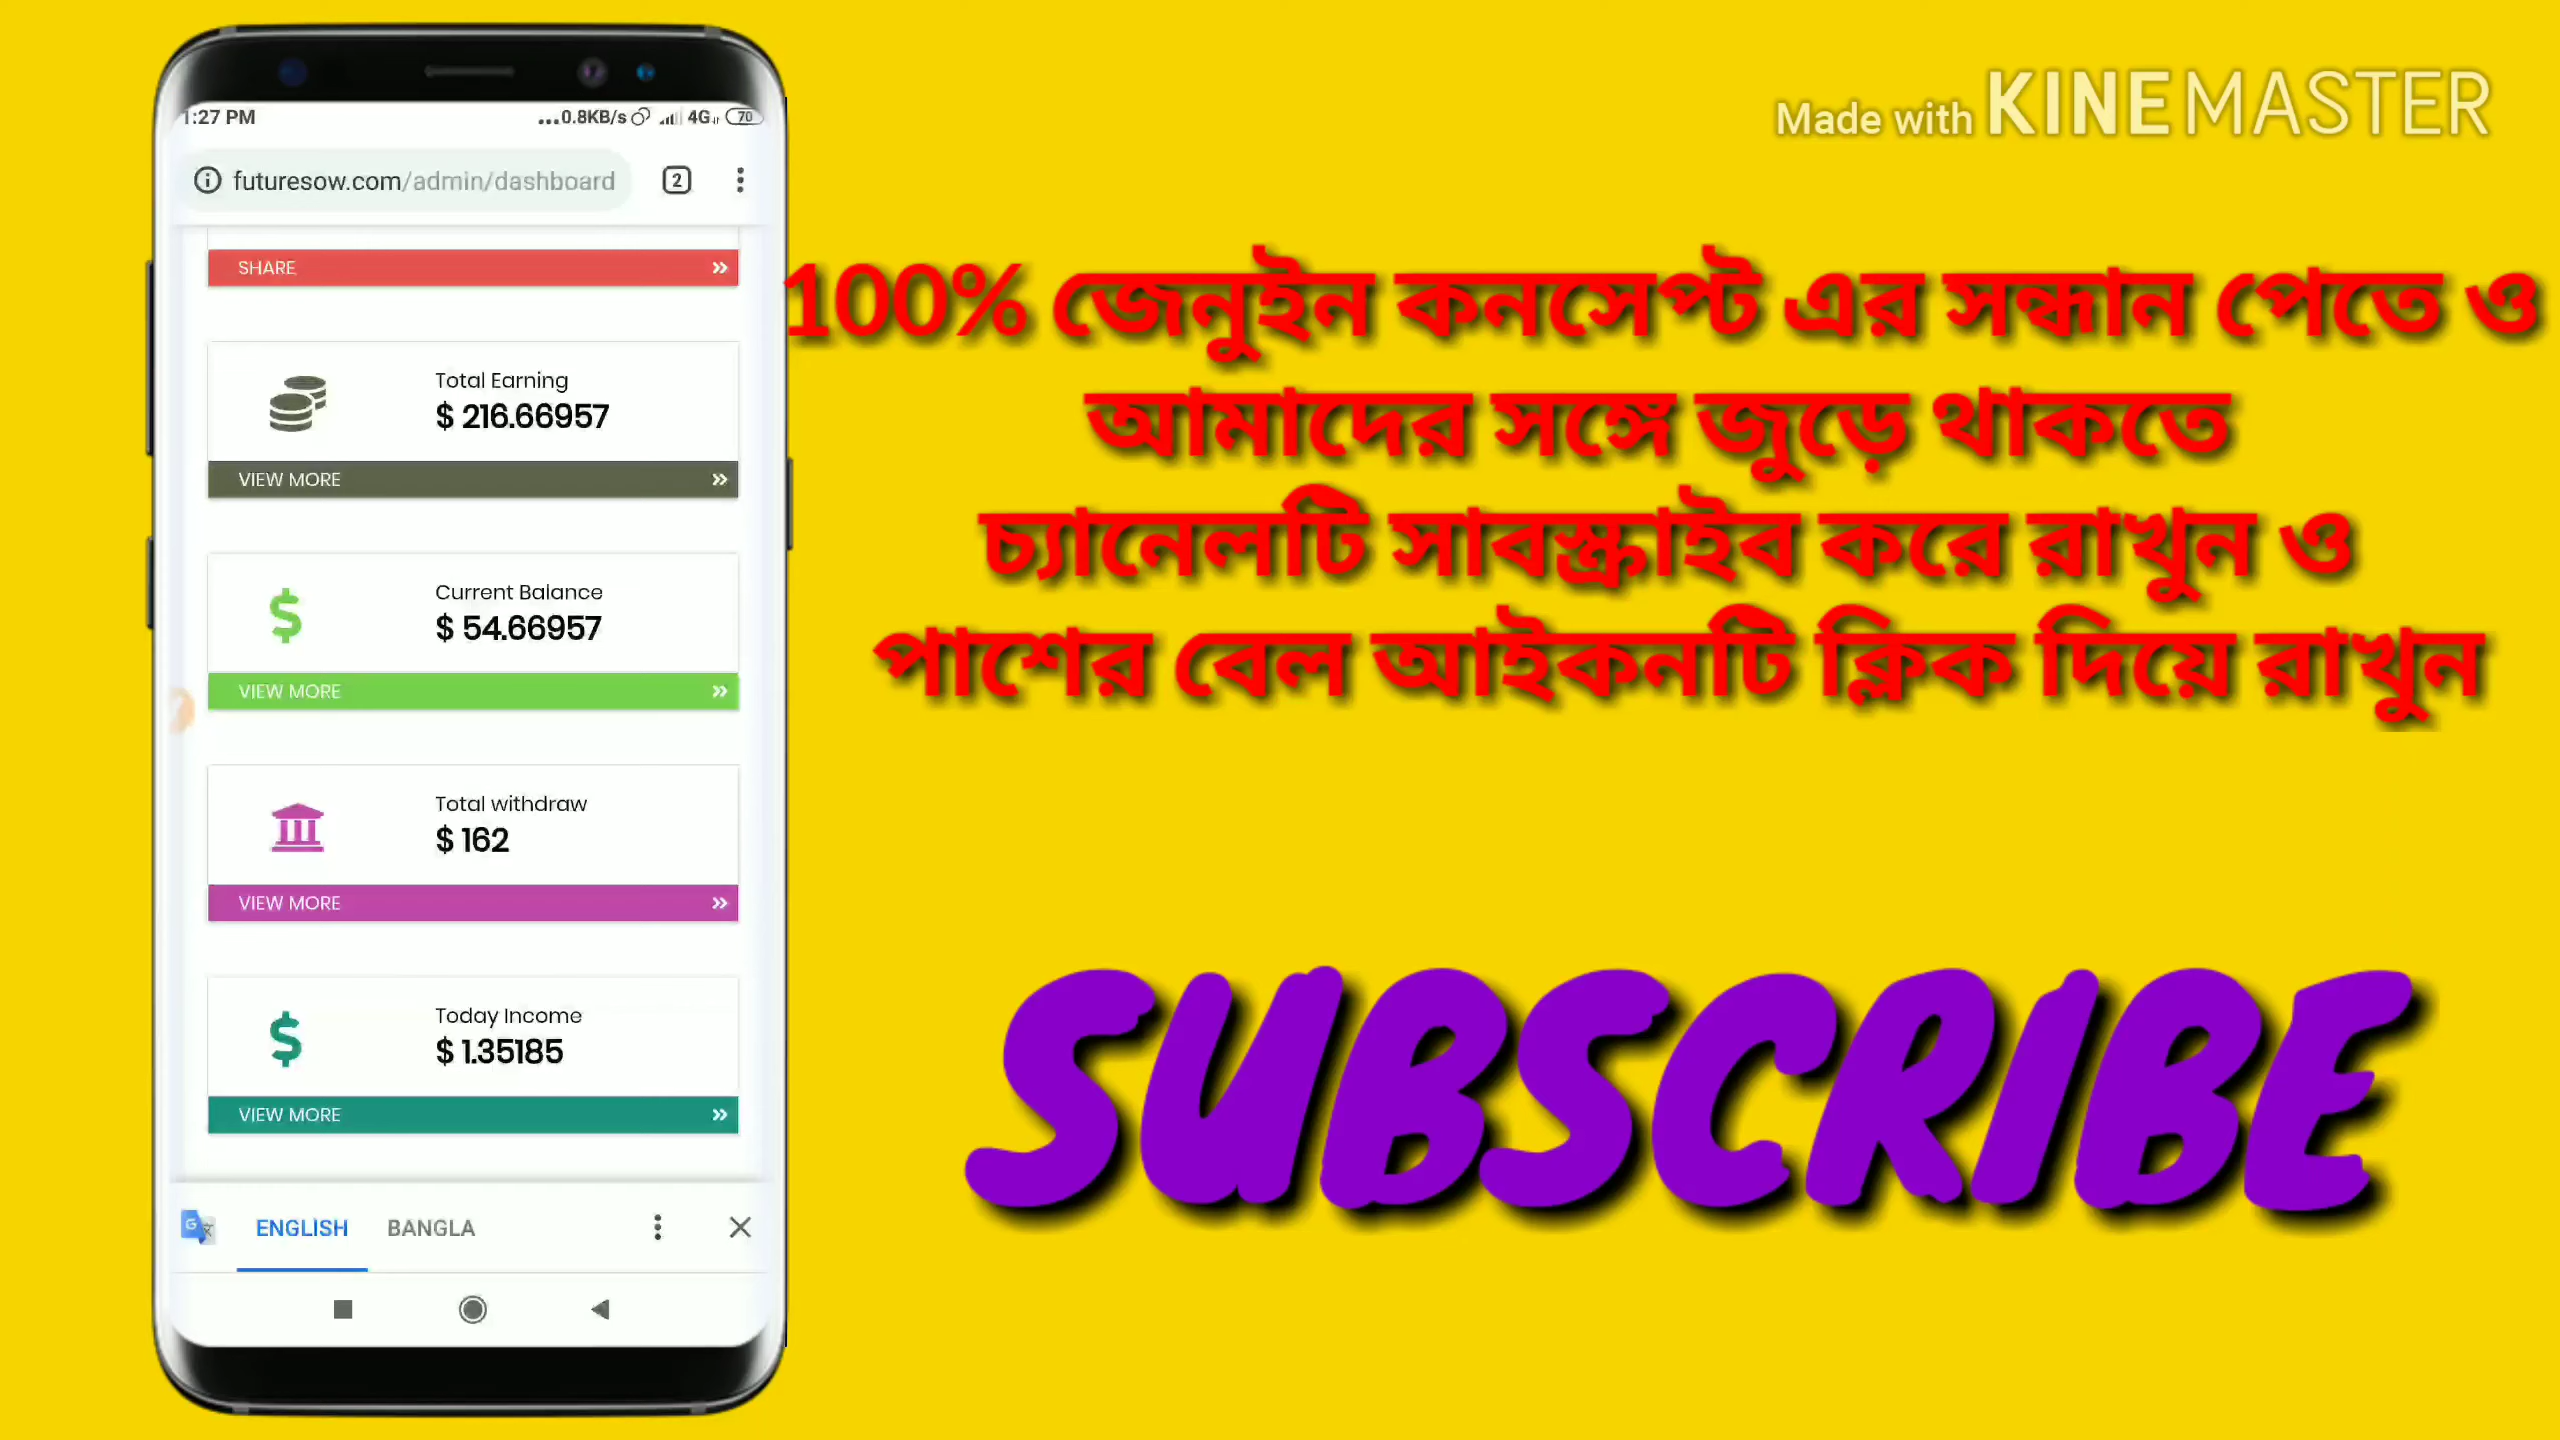 1:27 PM
...0.8KB/s 4G 70
futuresow.com/admin/dashboard
2
SHARE »
Total Earning
$ 216.66957
VIEW MORE »
Current Balance
$ 54.66957
VIEW MORE »
Total withdraw
$ 162
VIEW MORE »
Today Income
$ 1.35185
VIEW MORE »
ENGLISH BANGLA
Made with KINEMASTER
100% জেনুইন কনসেপ্ট এর সন্ধান পেতে ও
আমাদের সঙ্গে জুড়ে থাকতে
চ্যানেলটি সাবস্ক্রাইব করে রাখুন ও
পাশের বেল আইকনটি ক্লিক দিয়ে রাখুন
SUBSCRIBE